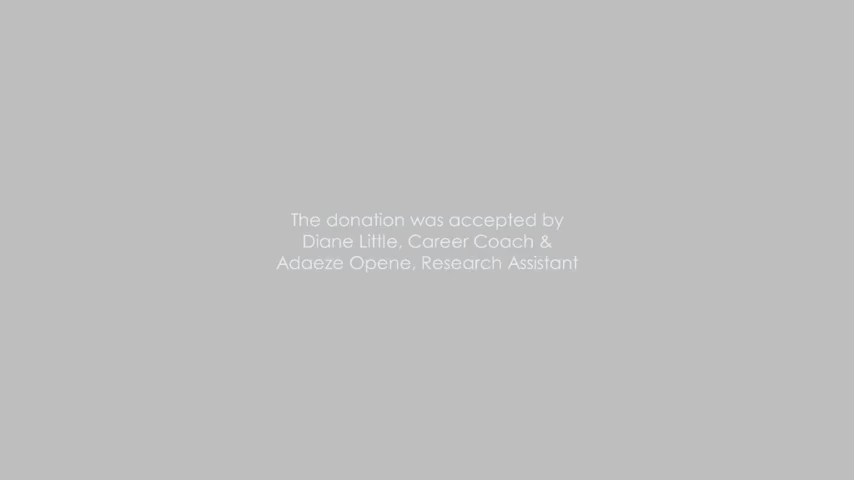 The donation was accepted by
Diane Little, Career Coach &
Adaeze Opene, Research Assistant